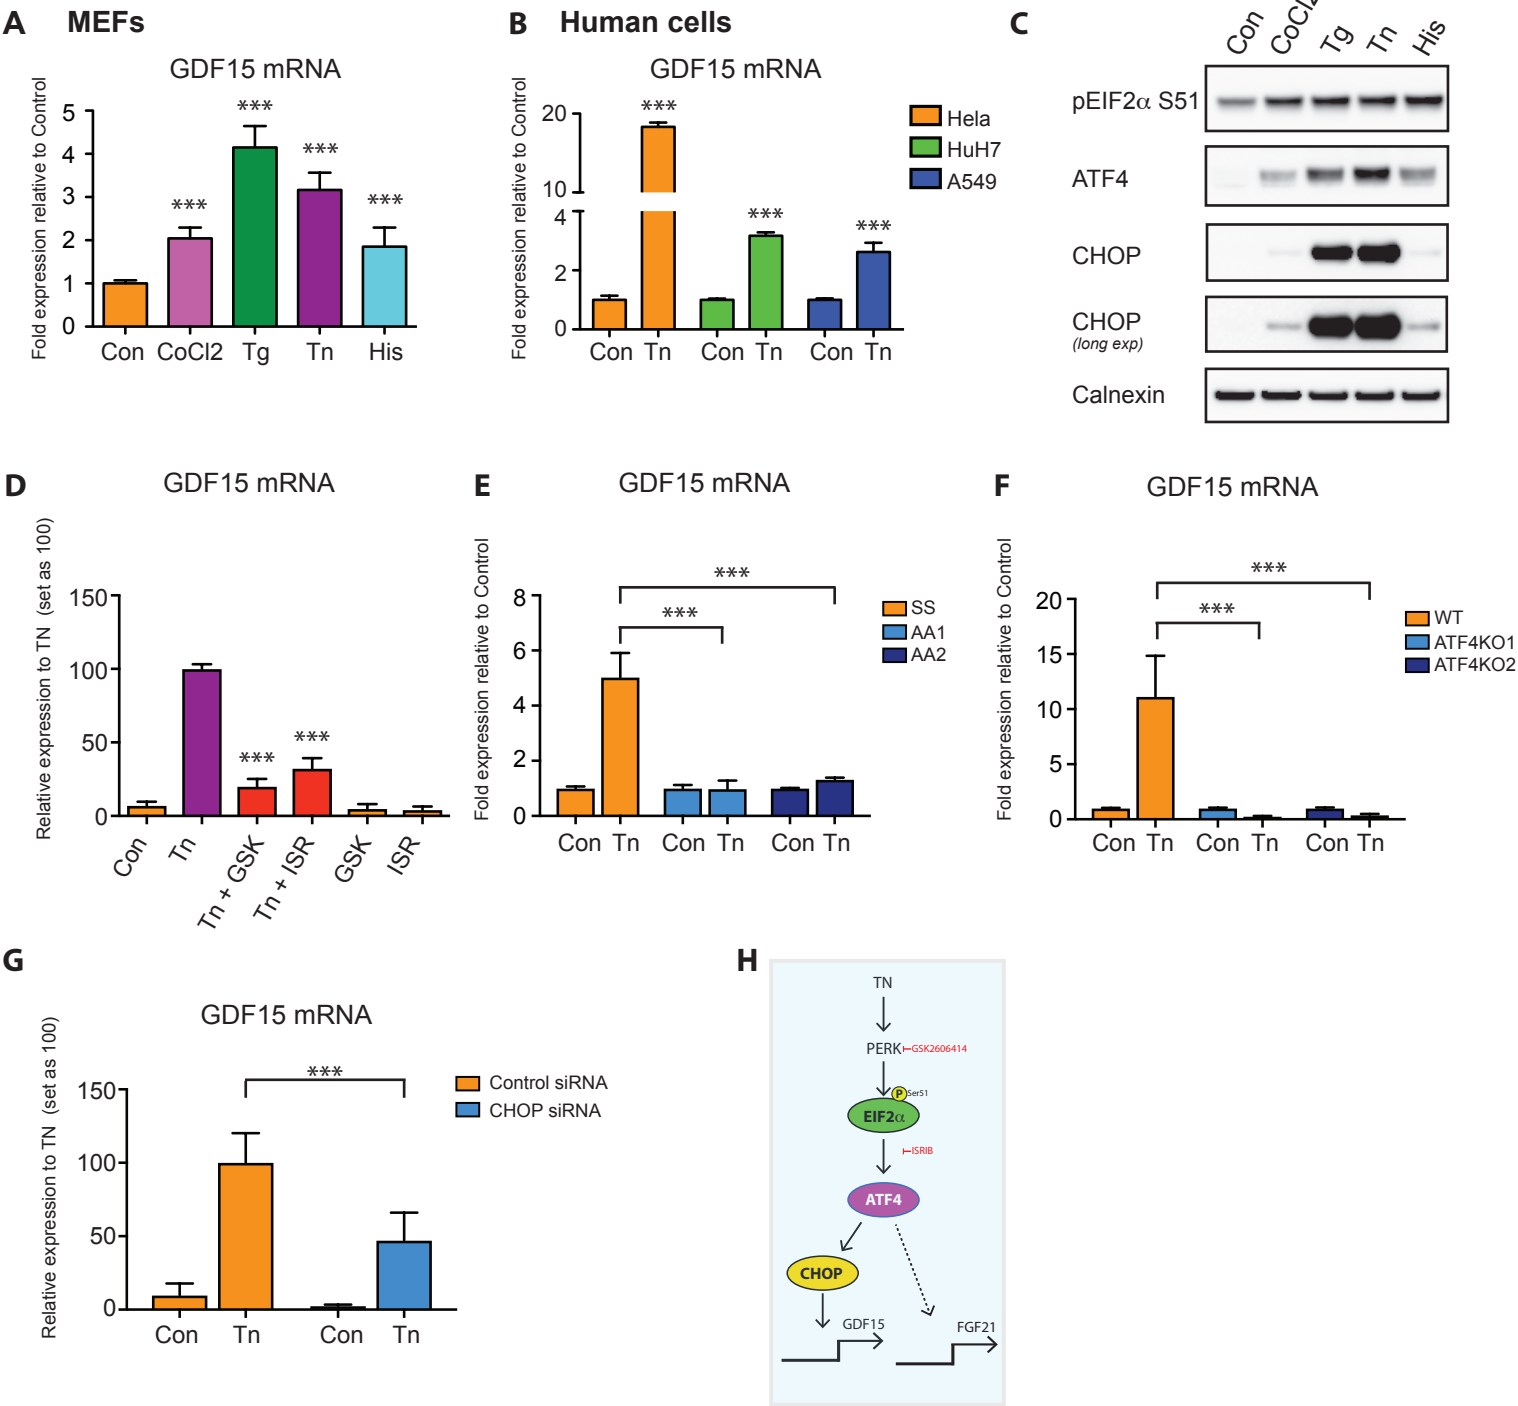 A MEFs
GDF15 mRNA
Fold expression relative to Control
5
4
3
2
1
0
***
***
***
***
Con CoCl2 Tg Tn His
B Human cells
GDF15 mRNA
Fold expression relative to Control
20
10
4
2
0
***
***
***
Con Tn Con Tn Con Tn
Hela
HuH7
A549
C
Con CoCl2 Tg Tn His
pEIF2α S51
ATF4
CHOP
CHOP
(long exp)
Calnexin
D
GDF15 mRNA
Relative expression to TN (set as 100)
150
100
50
0
***
***
Con Tn Tn + GSK Tn + ISR GSK ISR
E
GDF15 mRNA
Fold expression relative to Control
8
6
4
2
0
***
***
Con Tn Con Tn Con Tn
SS
AA1
AA2
F
GDF15 mRNA
Fold expression relative to Control
20
15
10
5
0
***
***
Con Tn Con Tn Con Tn
WT
ATF4KO1
ATF4KO2
G
GDF15 mRNA
Relative expression to TN (set as 100)
150
100
50
0
***
Con Tn Con Tn
Control siRNA
CHOP siRNA
H
TN
PERK GSK2606414
P Ser51
EIF2α
ISRIB
ATF4
CHOP
GDF15
FGF21